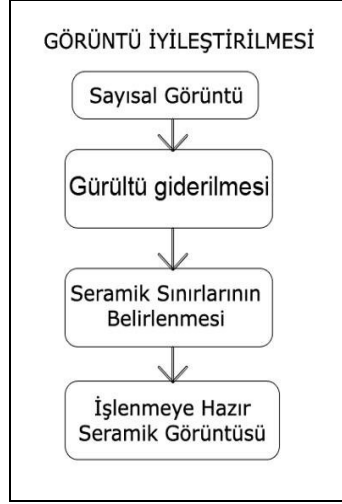 GÖRÜNTÜ İYİLEŞTİRİLMESİ
Sayısal Görüntü
Gürültü giderilmesi
Seramik Sınırlarının
Belirlenmesi
İşlenmeye Hazır
Seramik Görüntüsü